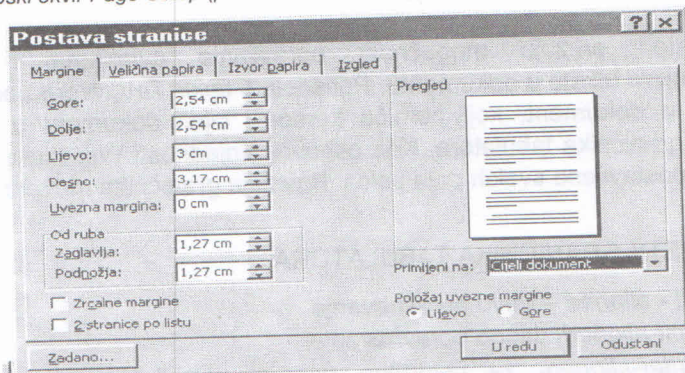 Postava stranice
Margine Veličina papira Izvor papira Izgled
Gore: 2,54 cm
Dolje: 2,54 cm
Lijevo: 3 cm
Desno: 3,17 cm
Uvezna margina: 0 cm
Od ruba
Zaglavlja: 1,27 cm
Podnožja: 1,27 cm
Zrcalne margine
2 stranice po listu
Pregled
Primijeni na: Cijeli dokument
Položaj uvezne margine
Lijevo Gore
Zadano... U redu Odustani